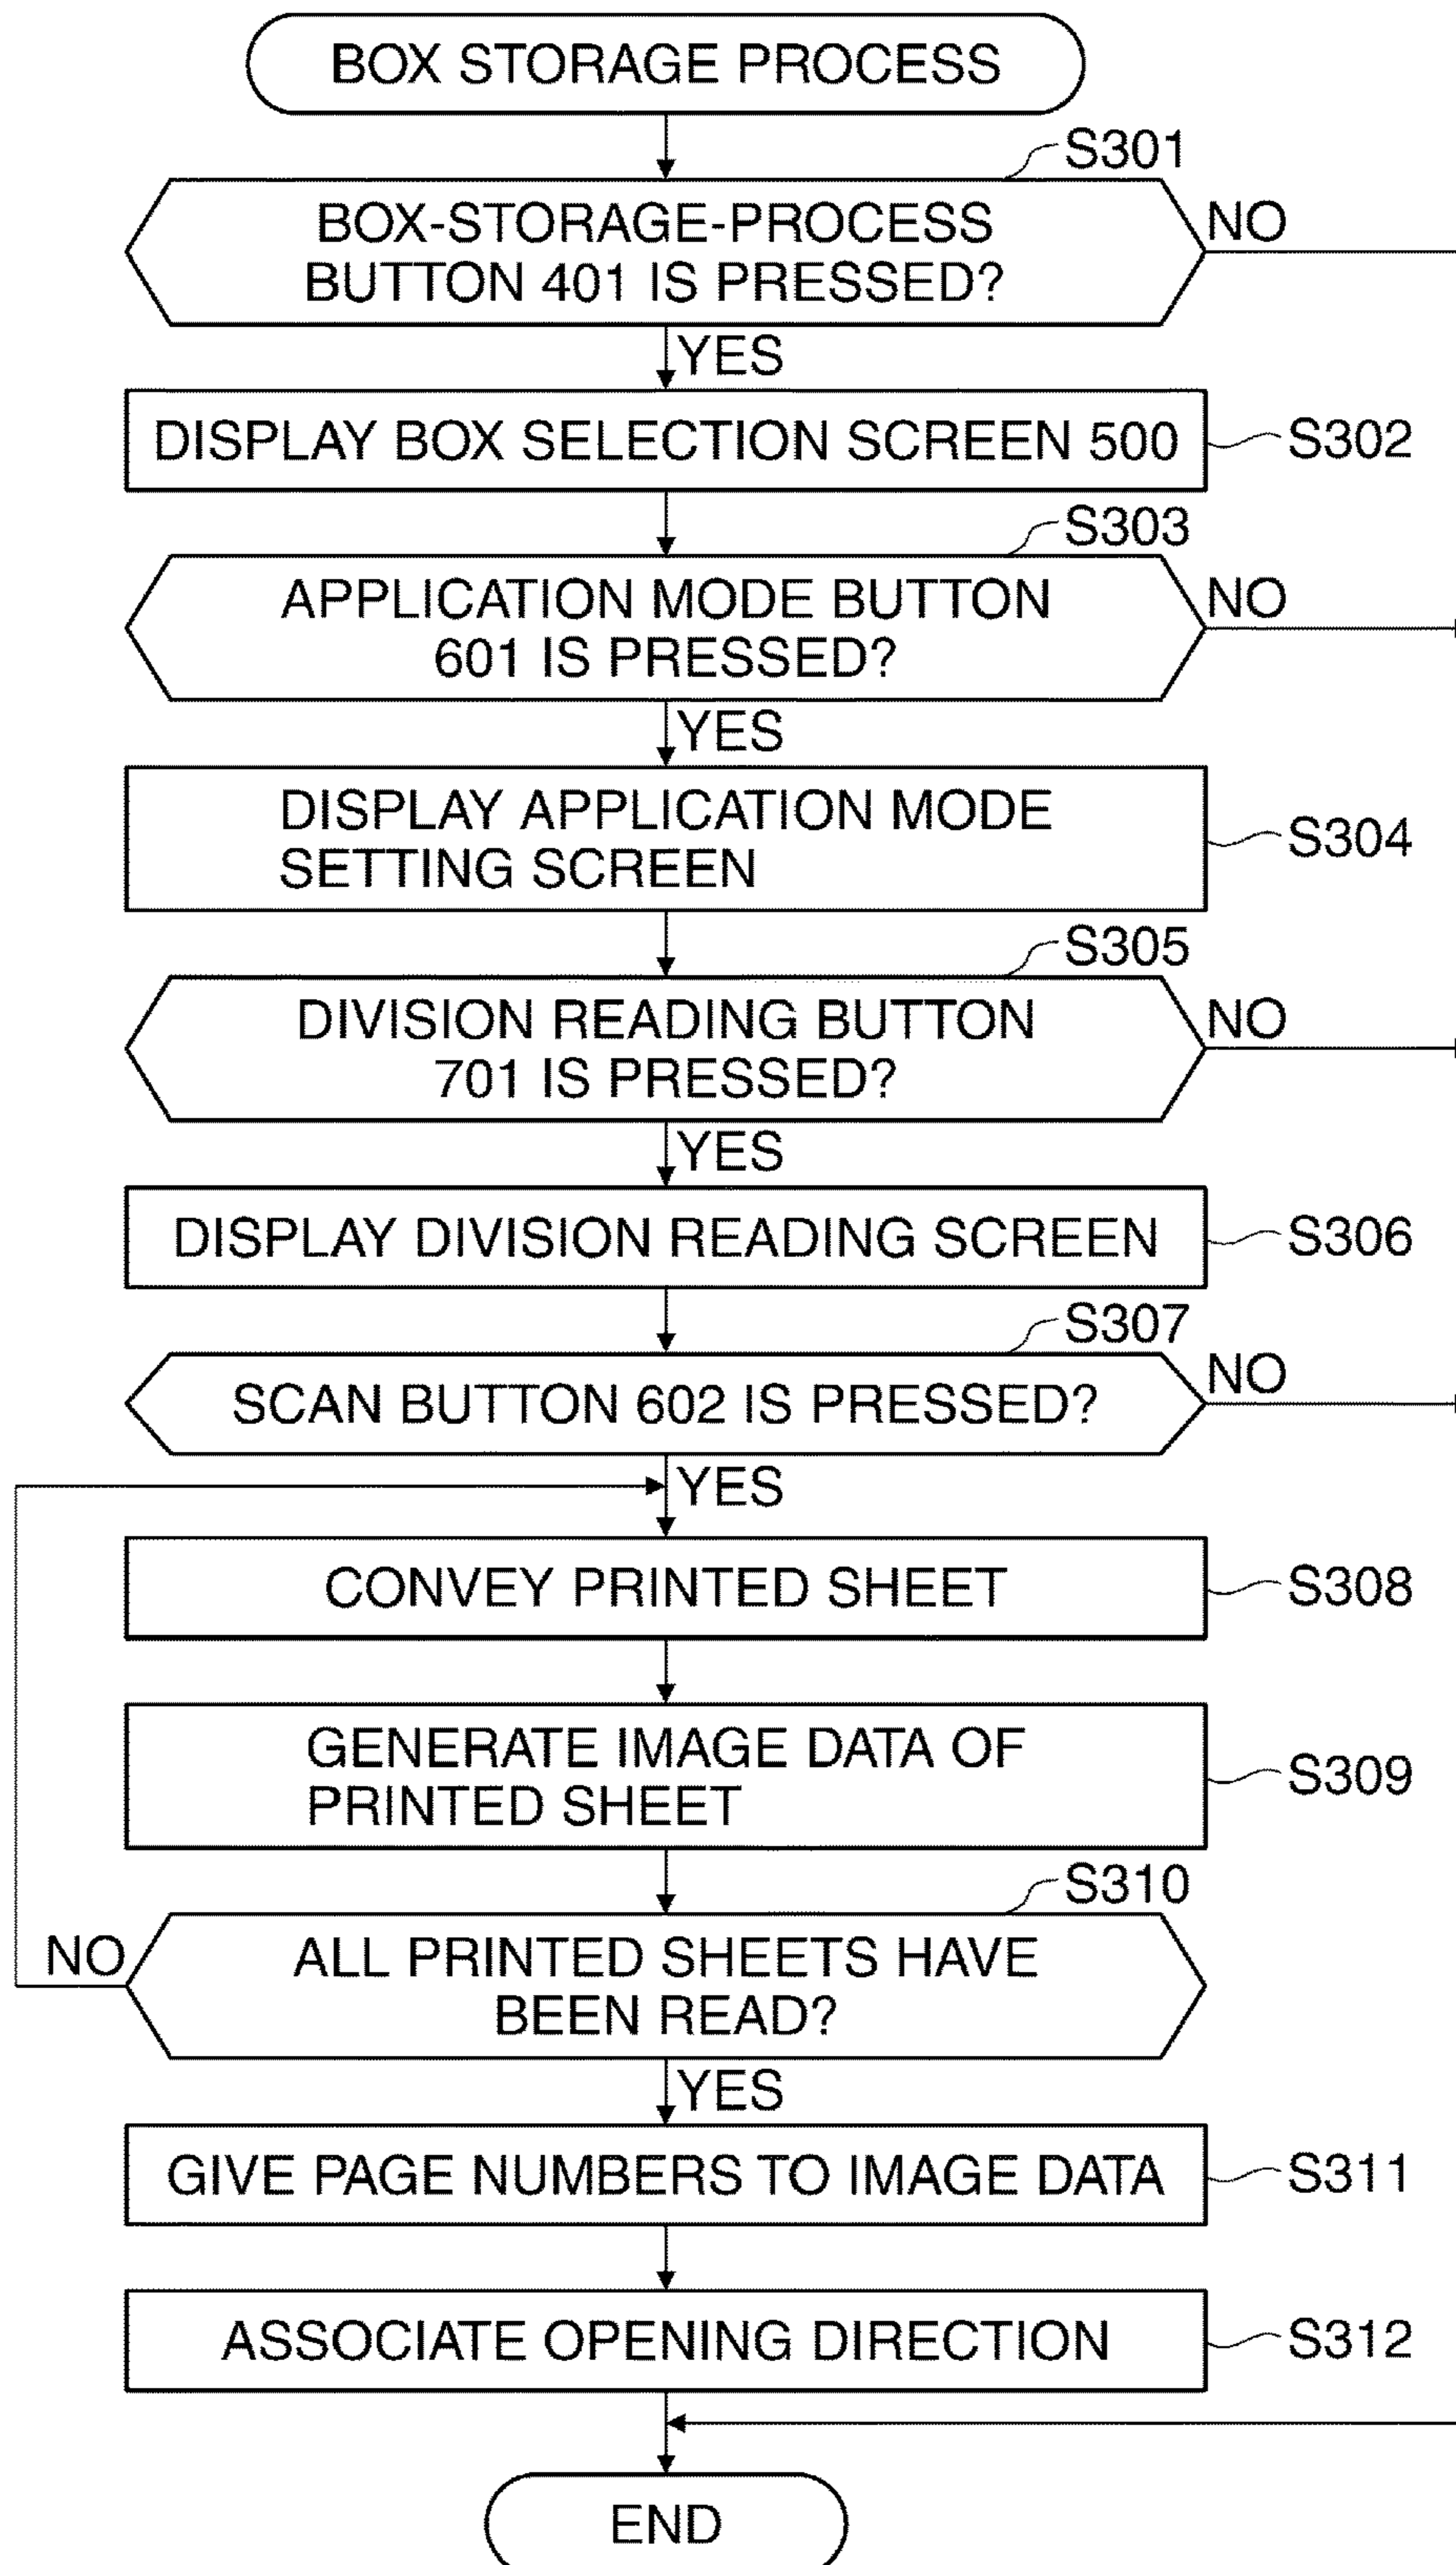 BOX STORAGE PROCESS
S301
BOX-STORAGE-PROCESS
BUTTON 401 IS PRESSED?
NO
YES
DISPLAY BOX SELECTION SCREEN 500
S302
S303
APPLICATION MODE BUTTON
601 IS PRESSED?
NO
YES
DISPLAY APPLICATION MODE
SETTING SCREEN
S304
S305
DIVISION READING BUTTON
701 IS PRESSED?
NO
YES
DISPLAY DIVISION READING SCREEN
S306
S307
SCAN BUTTON 602 IS PRESSED?
NO
YES
CONVEY PRINTED SHEET
S308
GENERATE IMAGE DATA OF
PRINTED SHEET
S309
S310
NO
ALL PRINTED SHEETS HAVE
BEEN READ?
YES
GIVE PAGE NUMBERS TO IMAGE DATA
S311
ASSOCIATE OPENING DIRECTION
S312
END